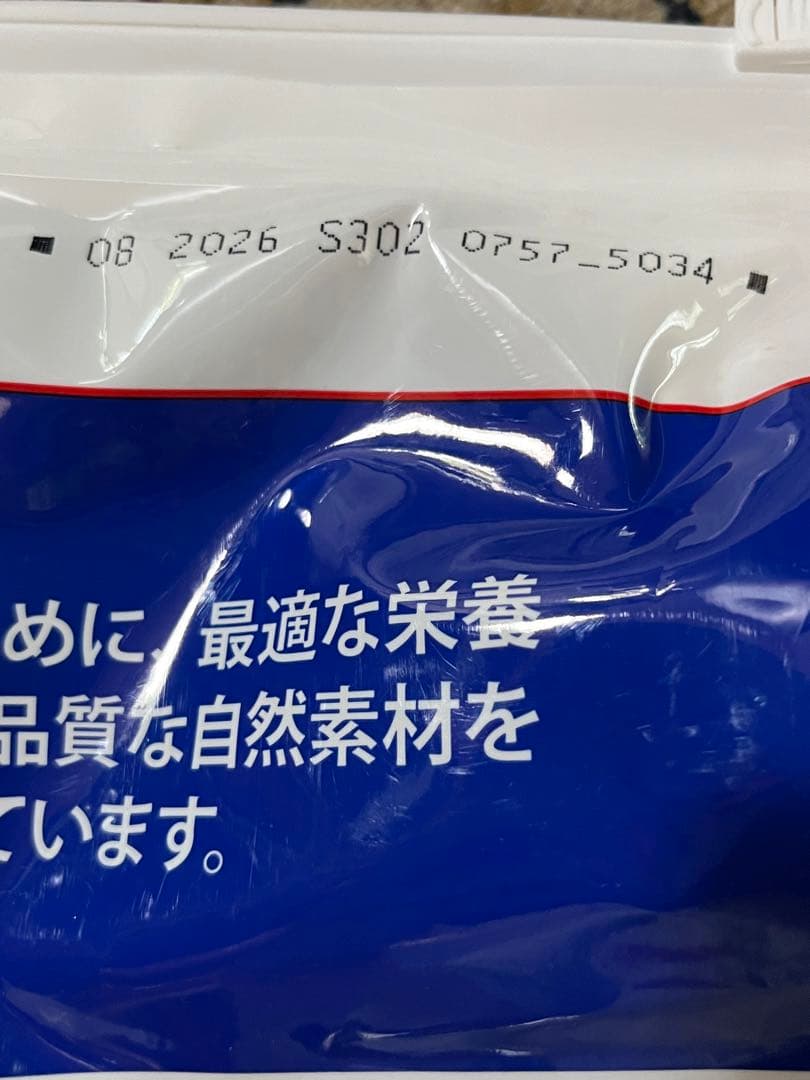 08 2026 S302 0757_5034
めに、最適な栄養
品質な自然素材を
ています。